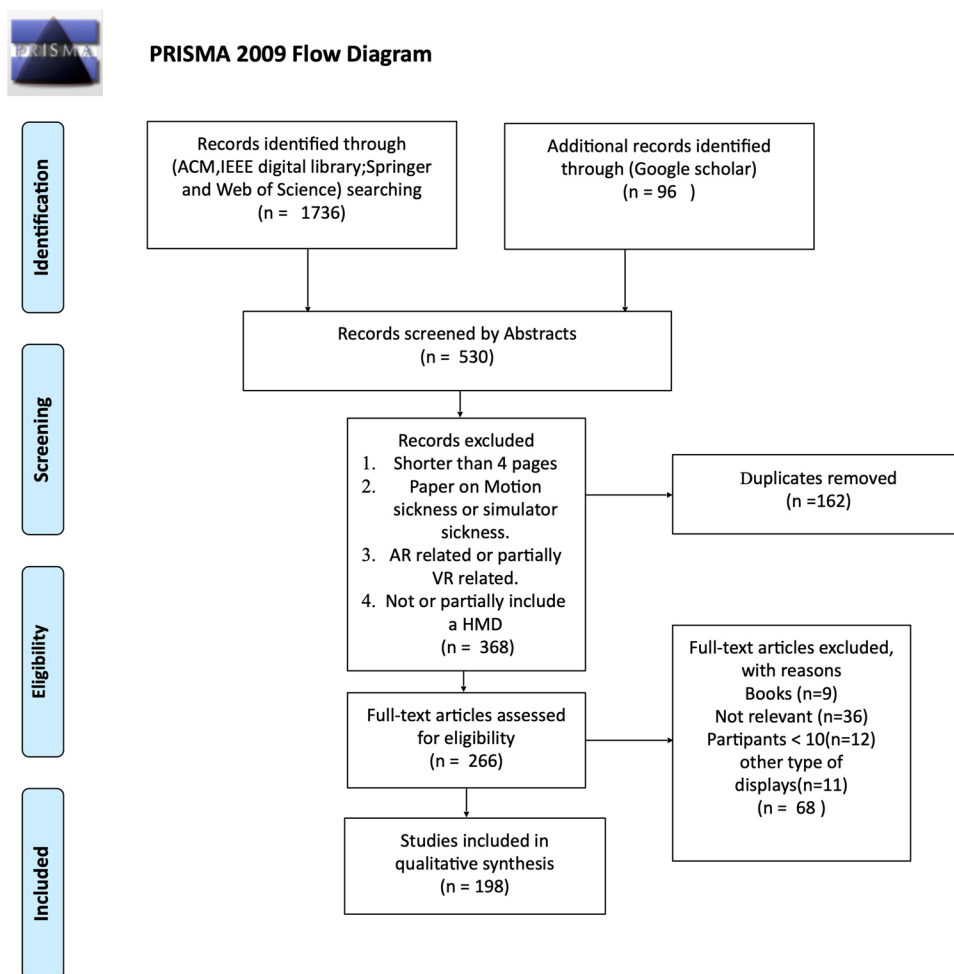 PRISMA
PRISMA 2009 Flow Diagram
Identification
Records identified through
(ACM,IEEE digital library;Springer
and Web of Science) searching
(n =   1736)
Additional records identified
through (Google scholar)
(n = 96   )
Records screened by Abstracts
(n =  530)
Screening
Records excluded
1. Shorter than 4 pages
2. Paper on Motion
sickness or simulator
sickness.
3. AR related or partially
VR related.
4. Not or partially include
a HMD
(n =  368)
Duplicates removed
(n =162)
Eligibility
Full-text articles assessed
for eligibility
(n =  266)
Full-text articles excluded,
with reasons
Books (n=9)
Not relevant (n=36)
Partipants < 10(n=12)
other type of
displays(n=11)
(n =  68 )
Included
Studies included in
qualitative synthesis
(n = 198)